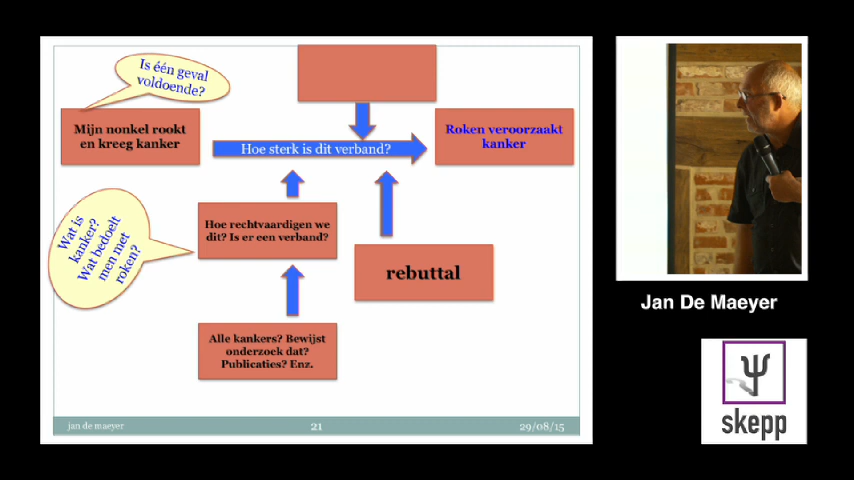 Is één geval
voldoende?
Mijn nonkel rookt
en kreeg kanker
Hoe sterk is dit verband?
Roken veroorzaakt
kanker
Wat is
kanker?
Wat bedoelt
men met
roken?
Hoe rechtvaardigen we
dit? Is er een verband?
rebuttal
Alle kankers? Bewijst
onderzoek dat?
Publicaties? Enz.
jan de maeyer
21
29/08/15
Jan De Maeyer
skepp